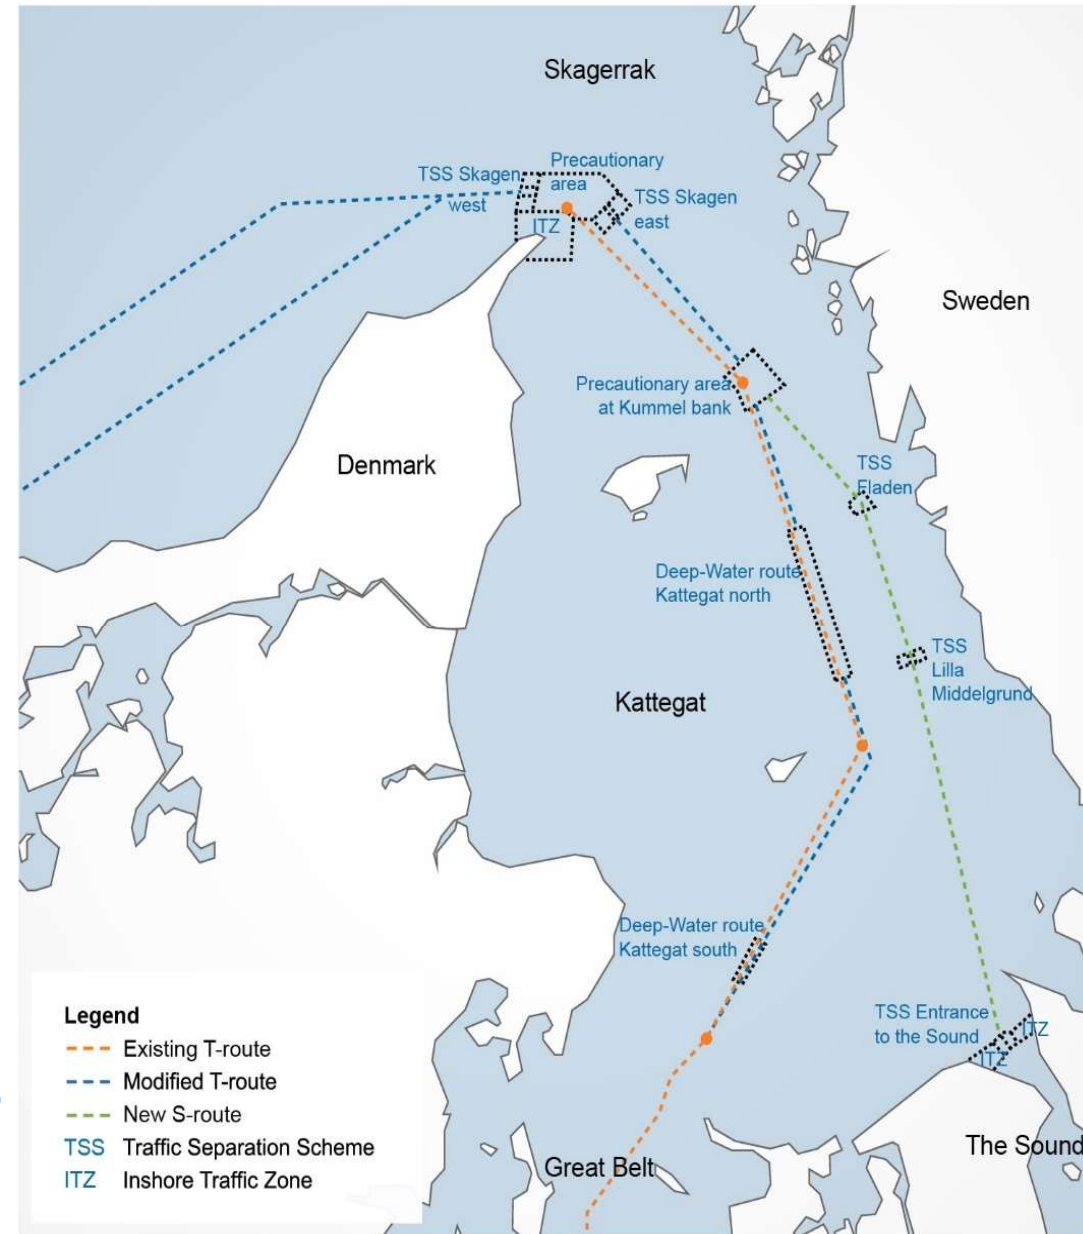 Skagerrak
Precautionary
area
TSS Skagen
west
TSS Skagen
east
ITZ
Sweden
Precautionary area
at Kummel bank
Denmark
TSS
Fladen
Deep-Water route
Kattegat north
TSS
Lilla
Middelgrund
Kattegat
Deep-Water route
Kattegat south
TSS Entrance
to the Sound
ITZ
ITZ
The Sound
Great Belt
Legend
Existing T-route
Modified T-route
New S-route
TSS Traffic Separation Scheme
ITZ Inshore Traffic Zone